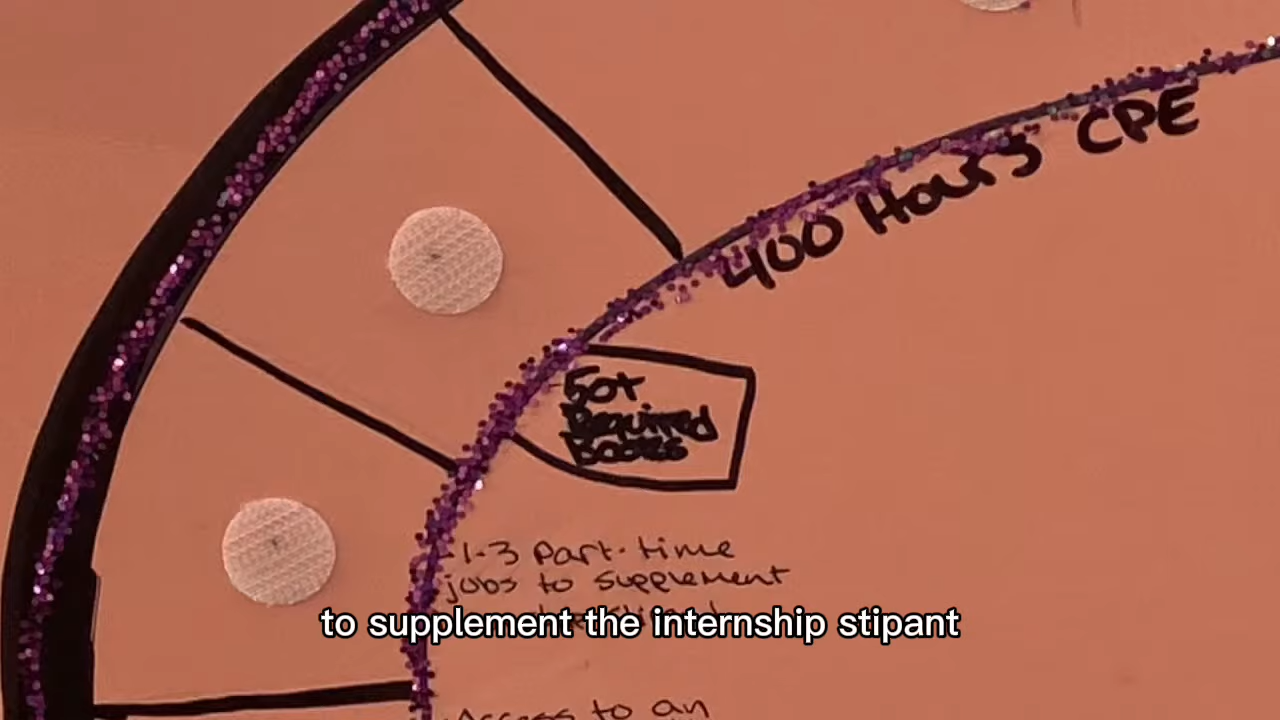 400 Hours CPE
50+
Required
Books
-1-3 part-time
jobs to supplement
to supplement the internship stipant
-Access to an